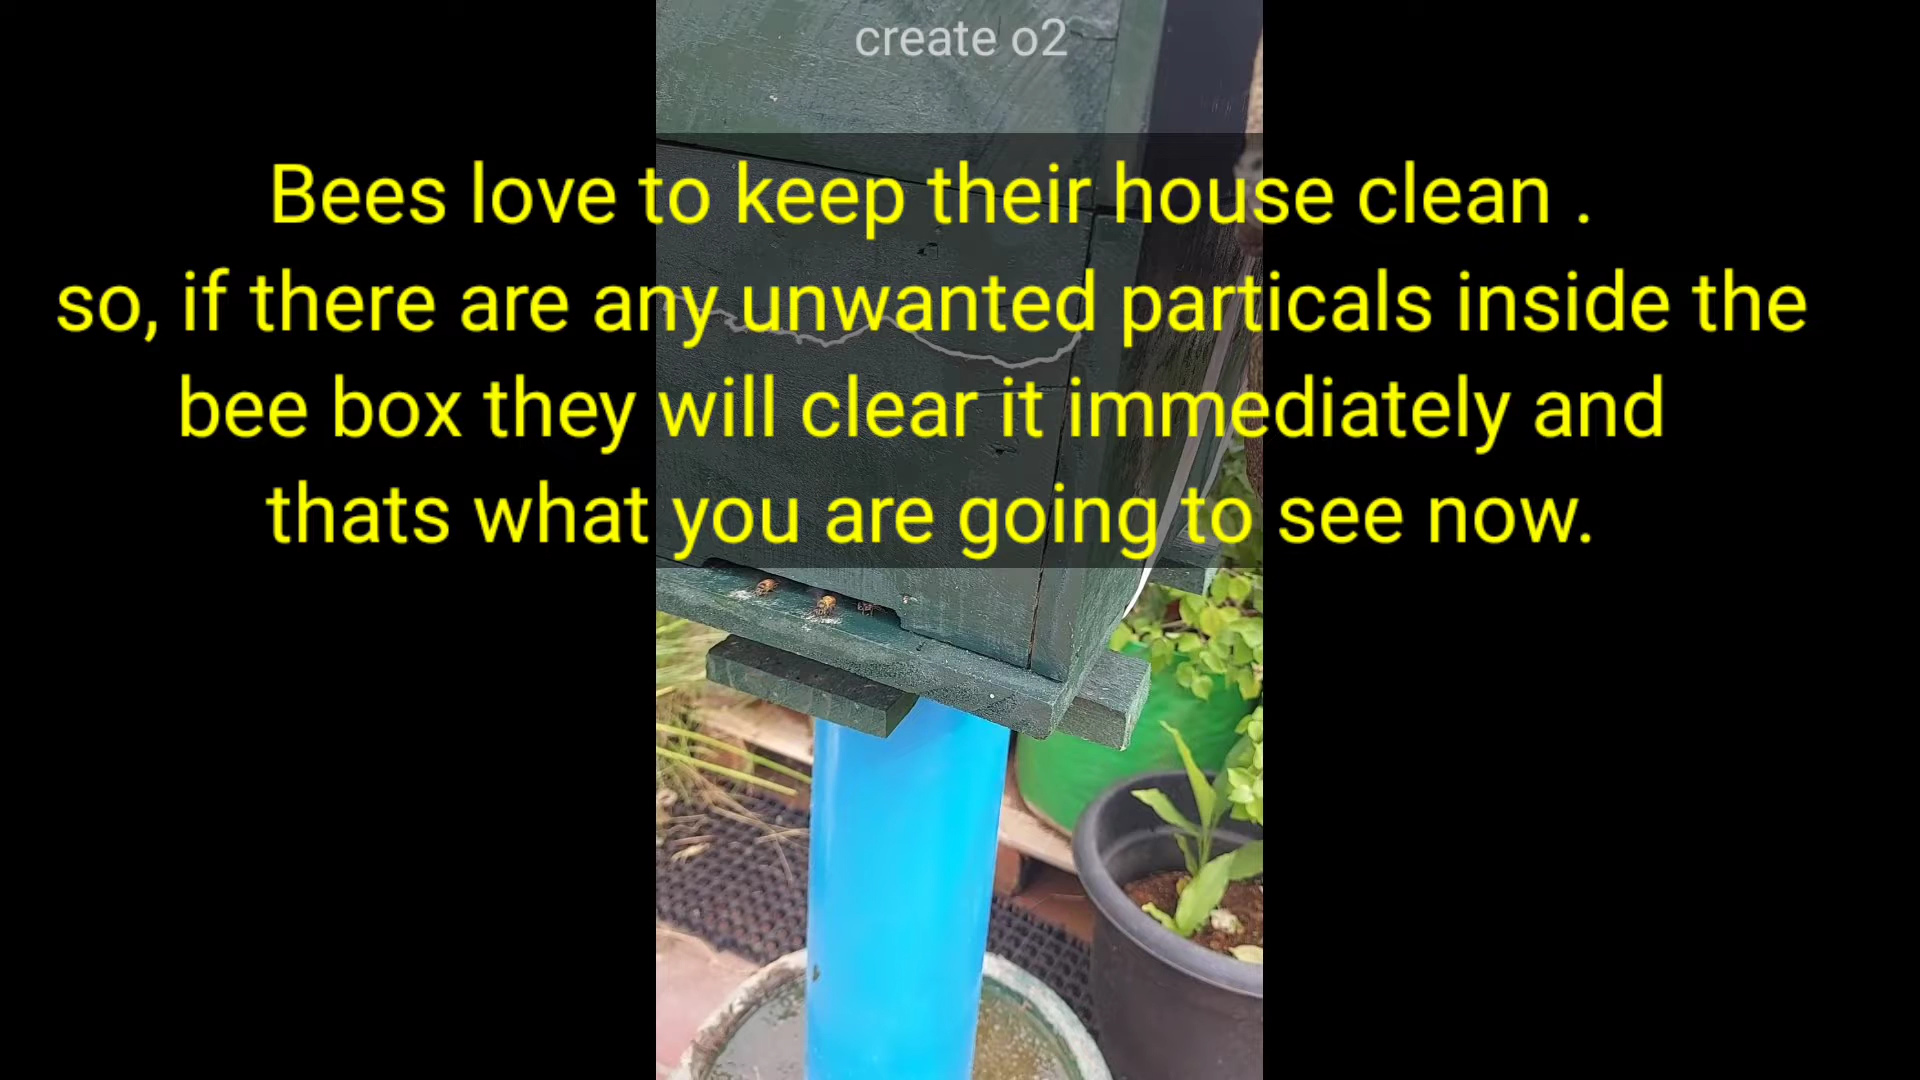 create o2
Bees love to keep their house clean .
so, if there are any unwanted particals inside the
bee box they will clear it immediately and
thats what you are going to see now.